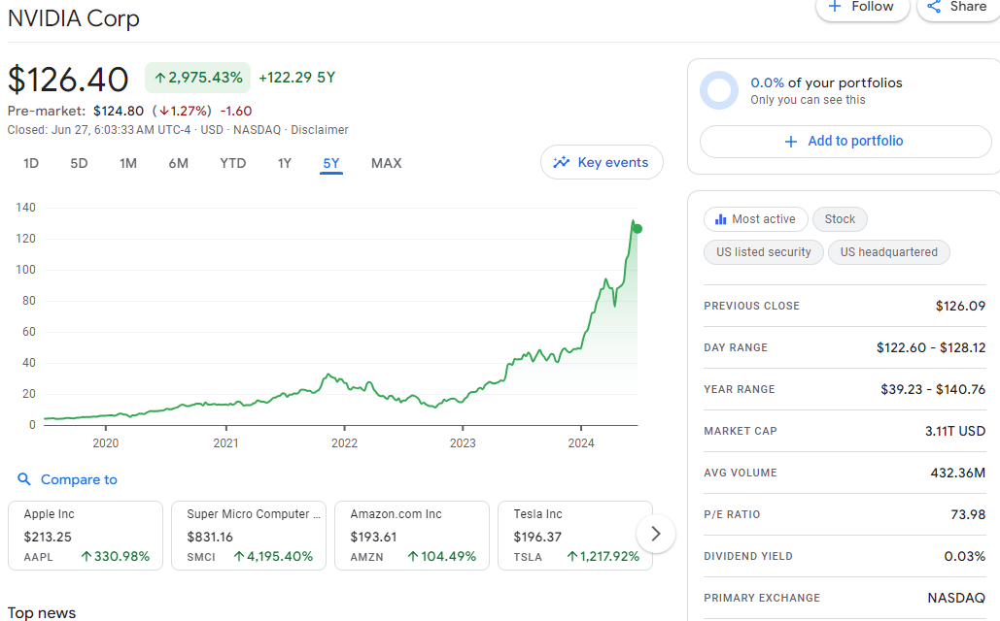 NVIDIA Corp
Follow
Share
$126.40 ↑2,975.43% +122.29 5Y
Pre-market: $124.80 (↓1.27%) -1.60
Closed: Jun 27, 6:03:33 AM UTC-4 · USD · NASDAQ · Disclaimer
1D 5D 1M 6M YTD 1Y 5Y MAX
Key events
140
120
100
80
60
40
20
0
2020 2021 2022 2023 2024
Compare to
Apple Inc
$213.25
AAPL ↑330.98%
Super Micro Computer ...
$831.16
SMCI ↑4,195.40%
Amazon.com Inc
$193.61
AMZN ↑104.49%
Tesla Inc
$196.37
TSLA ↑1,217.92%
Top news
0.0% of your portfolios
Only you can see this
+ Add to portfolio
Most active
Stock
US listed security
US headquartered
PREVIOUS CLOSE $126.09
DAY RANGE $122.60 - $128.12
YEAR RANGE $39.23 - $140.76
MARKET CAP 3.11T USD
AVG VOLUME 432.36M
P/E RATIO 73.98
DIVIDEND YIELD 0.03%
PRIMARY EXCHANGE NASDAQ